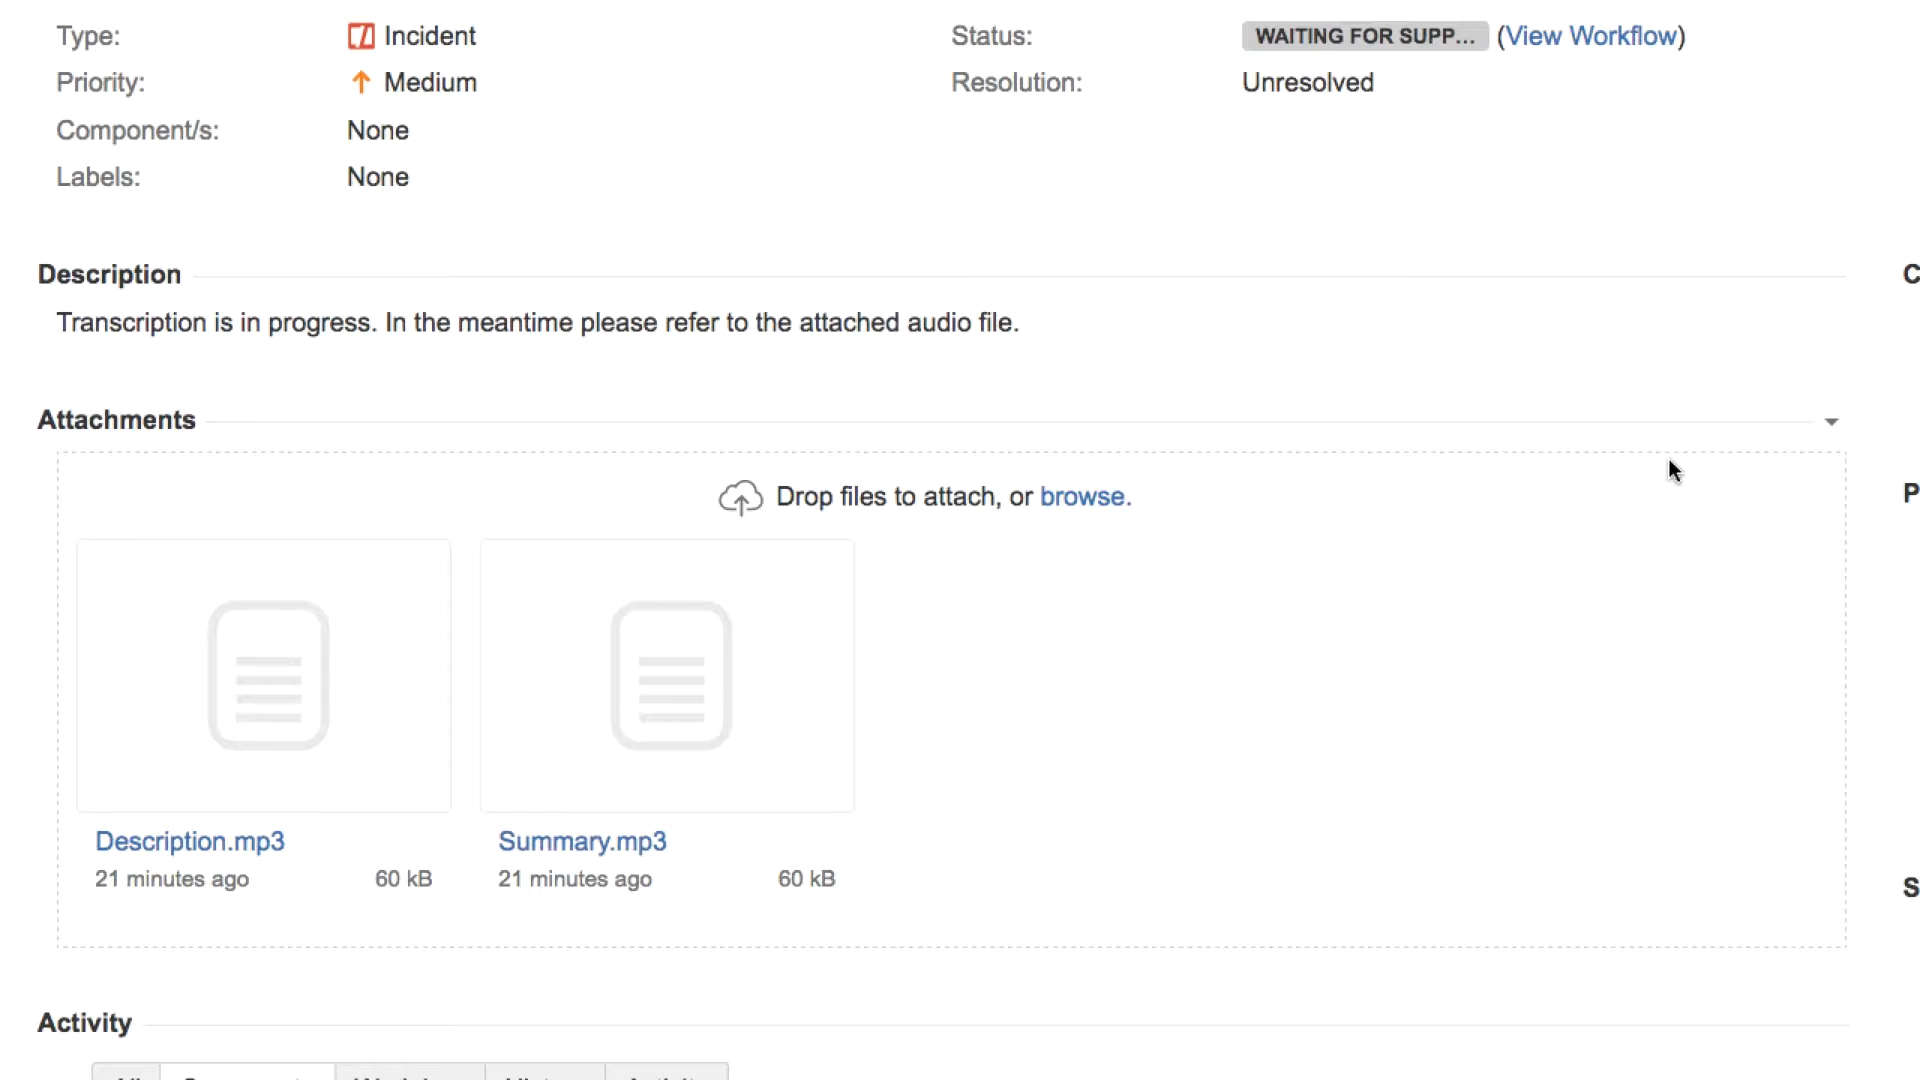 Type: Incident Status: WAITING FOR SUPP... (View Workflow)
Priority: Medium Resolution: Unresolved
Component/s: None
Labels: None
Description
Transcription is in progress. In the meantime please refer to the attached audio file.
Attachments
Drop files to attach, or browse.
Description.mp3 Summary.mp3
21 minutes ago 60 kB 21 minutes ago 60 kB
Activity